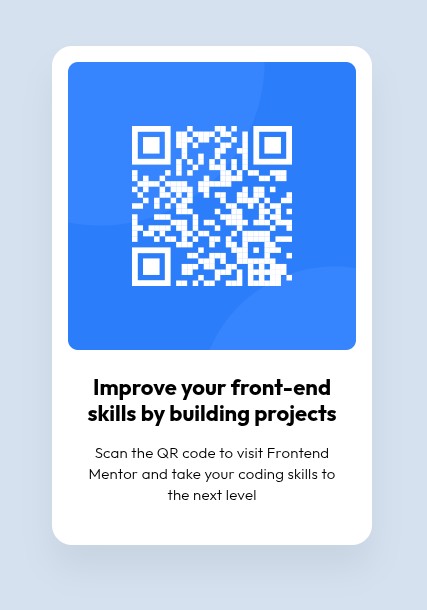 Improve your front-end
skills by building projects
Scan the QR code to visit Frontend
Mentor and take your coding skills to
the next level